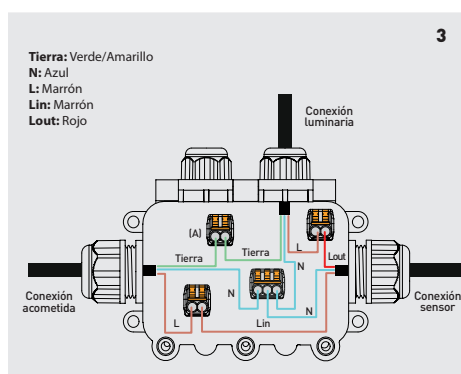 3
Tierra: Verde/Amarillo
N: Azul
L: Marrón
Lin: Marrón
Lout: Rojo
Conexión
luminaria
(A)
L
Tierra
Tierra
Lout
N
N
Conexión
acometida
Conexión
sensor
L
Lin
N